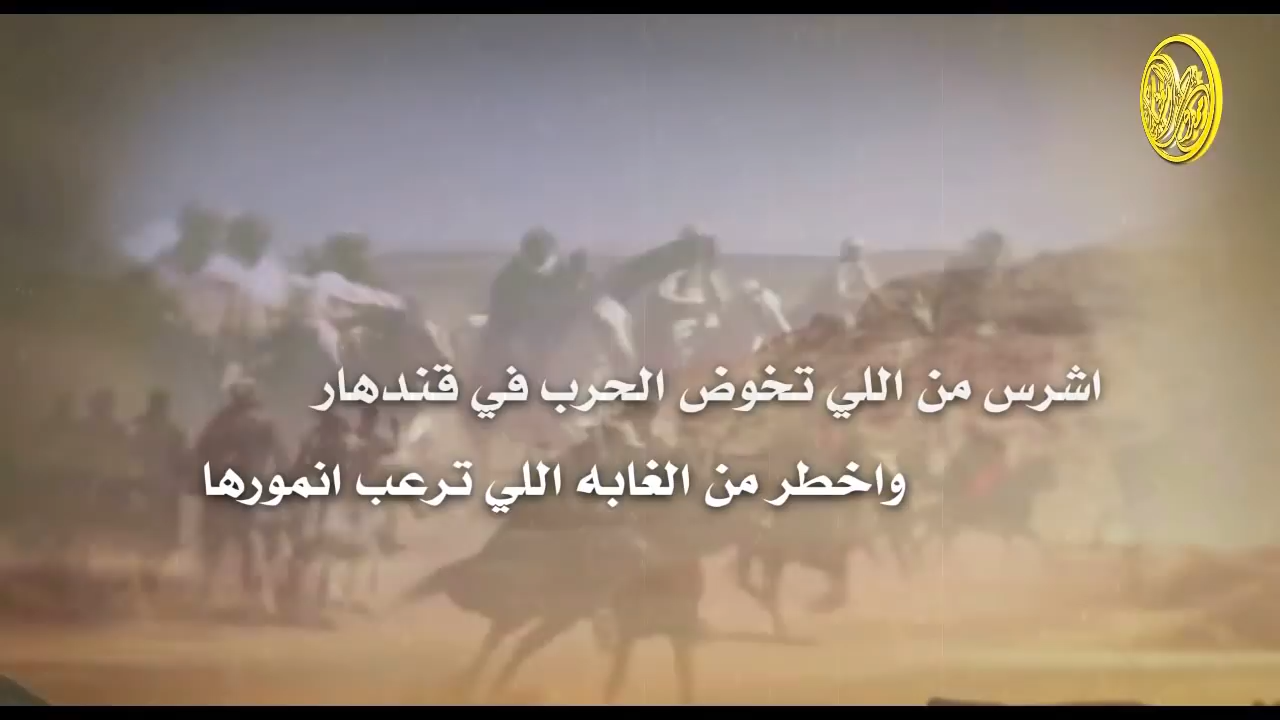 اشرس من اللي تخوض الحرب في قندهار
واخطر من الغابه اللي ترعب انمورها